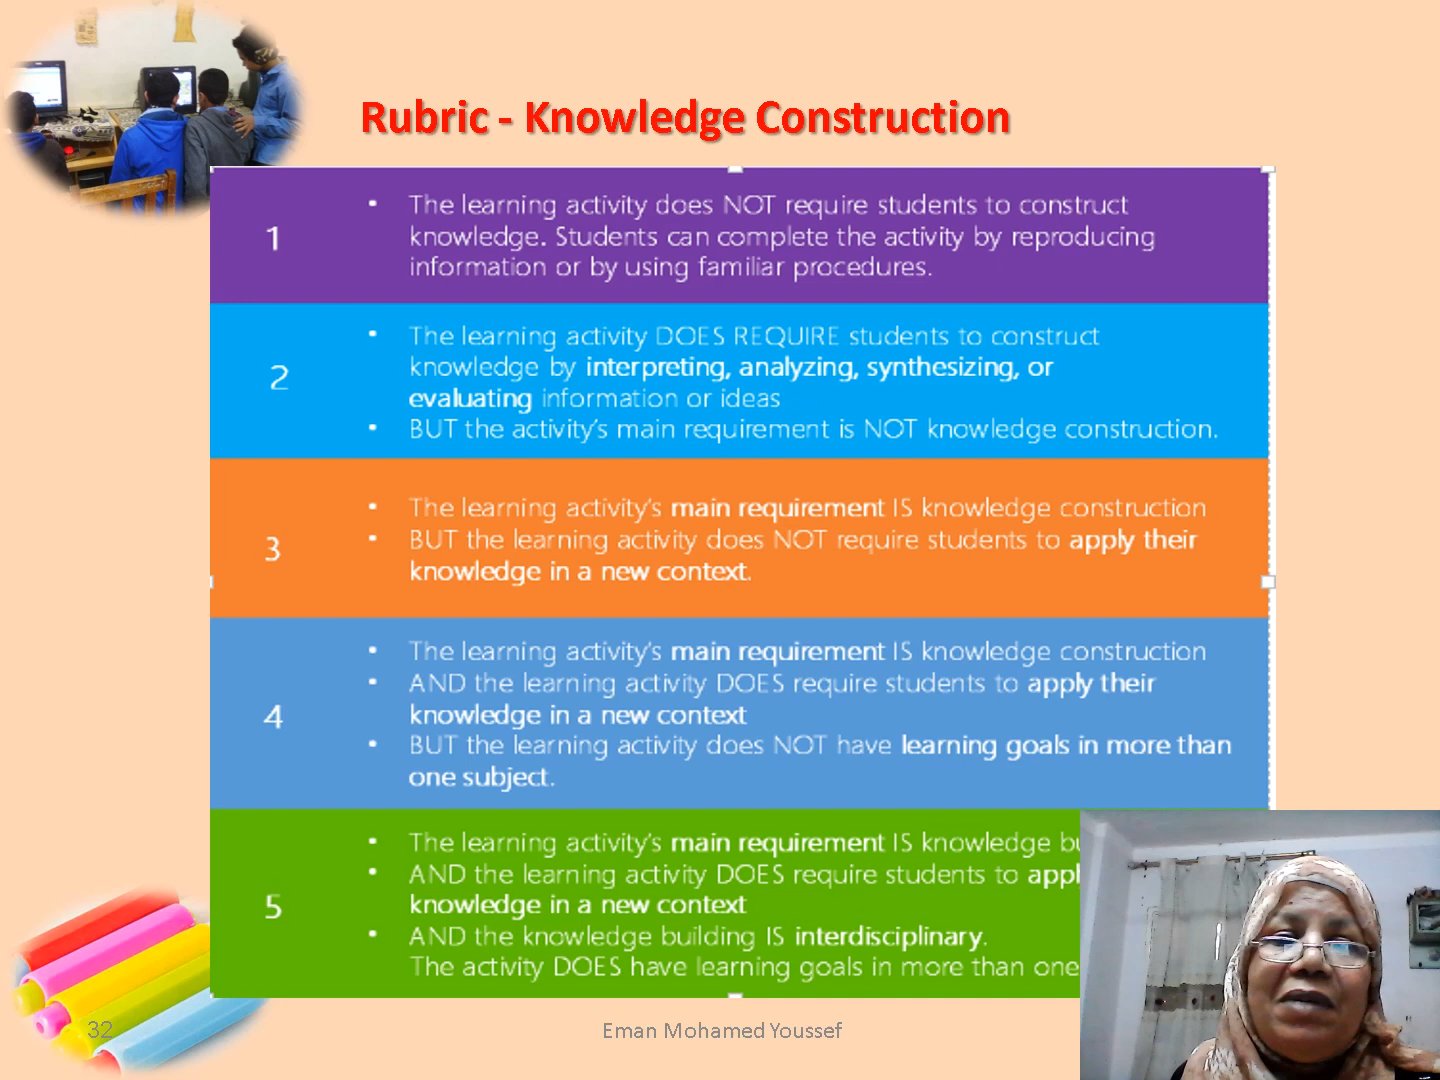 Rubric - Knowledge Construction
1
• The learning activity does NOT require students to construct
knowledge. Students can complete the activity by reproducing
information or by using familiar procedures.
2
• The learning activity DOES REQUIRE students to construct
knowledge by interpreting, analyzing, synthesizing, or
evaluating information or ideas
• BUT the activity's main requirement is NOT knowledge construction.
3
• The learning activity's main requirement IS knowledge construction
• BUT the learning activity does NOT require students to apply their
knowledge in a new context.
4
• The learning activity's main requirement IS knowledge construction
• AND the learning activity DOES require students to apply their
knowledge in a new context
• BUT the learning activity does NOT have learning goals in more than
one subject.
5
• The learning activity's main requirement IS knowledge
• AND the learning activity DOES require students to
knowledge in a new context
• AND the knowledge building IS interdisciplinary.
The activity DOES have learning goals in more than one
32
Eman Mohamed Youssef